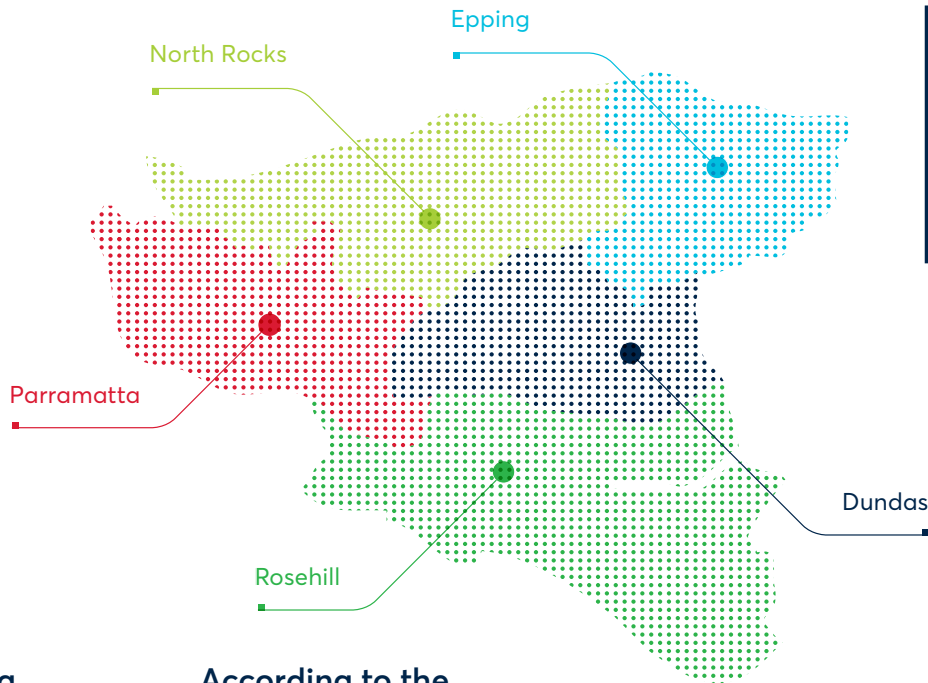 Epping
North Rocks
Parramatta
Dundas
Rosehill
According to the